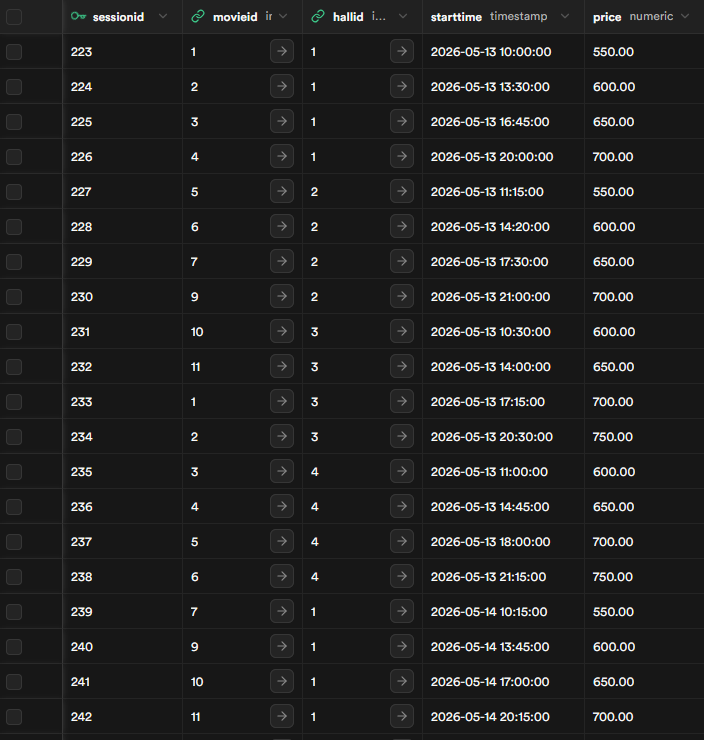 sessionid movieid ir hallid i... starttime timestamp price numeric
223 1 1 2026-05-13 10:00:00 550.00
224 2 1 2026-05-13 13:30:00 600.00
225 3 1 2026-05-13 16:45:00 650.00
226 4 1 2026-05-13 20:00:00 700.00
227 5 2 2026-05-13 11:15:00 550.00
228 6 2 2026-05-13 14:20:00 600.00
229 7 2 2026-05-13 17:30:00 650.00
230 9 2 2026-05-13 21:00:00 700.00
231 10 3 2026-05-13 10:30:00 600.00
232 11 3 2026-05-13 14:00:00 650.00
233 1 3 2026-05-13 17:15:00 700.00
234 2 3 2026-05-13 20:30:00 750.00
235 3 4 2026-05-13 11:00:00 600.00
236 4 4 2026-05-13 14:45:00 650.00
237 5 4 2026-05-13 18:00:00 700.00
238 6 4 2026-05-13 21:15:00 750.00
239 7 1 2026-05-14 10:15:00 550.00
240 9 1 2026-05-14 13:45:00 600.00
241 10 1 2026-05-14 17:00:00 650.00
242 11 1 2026-05-14 20:15:00 700.00